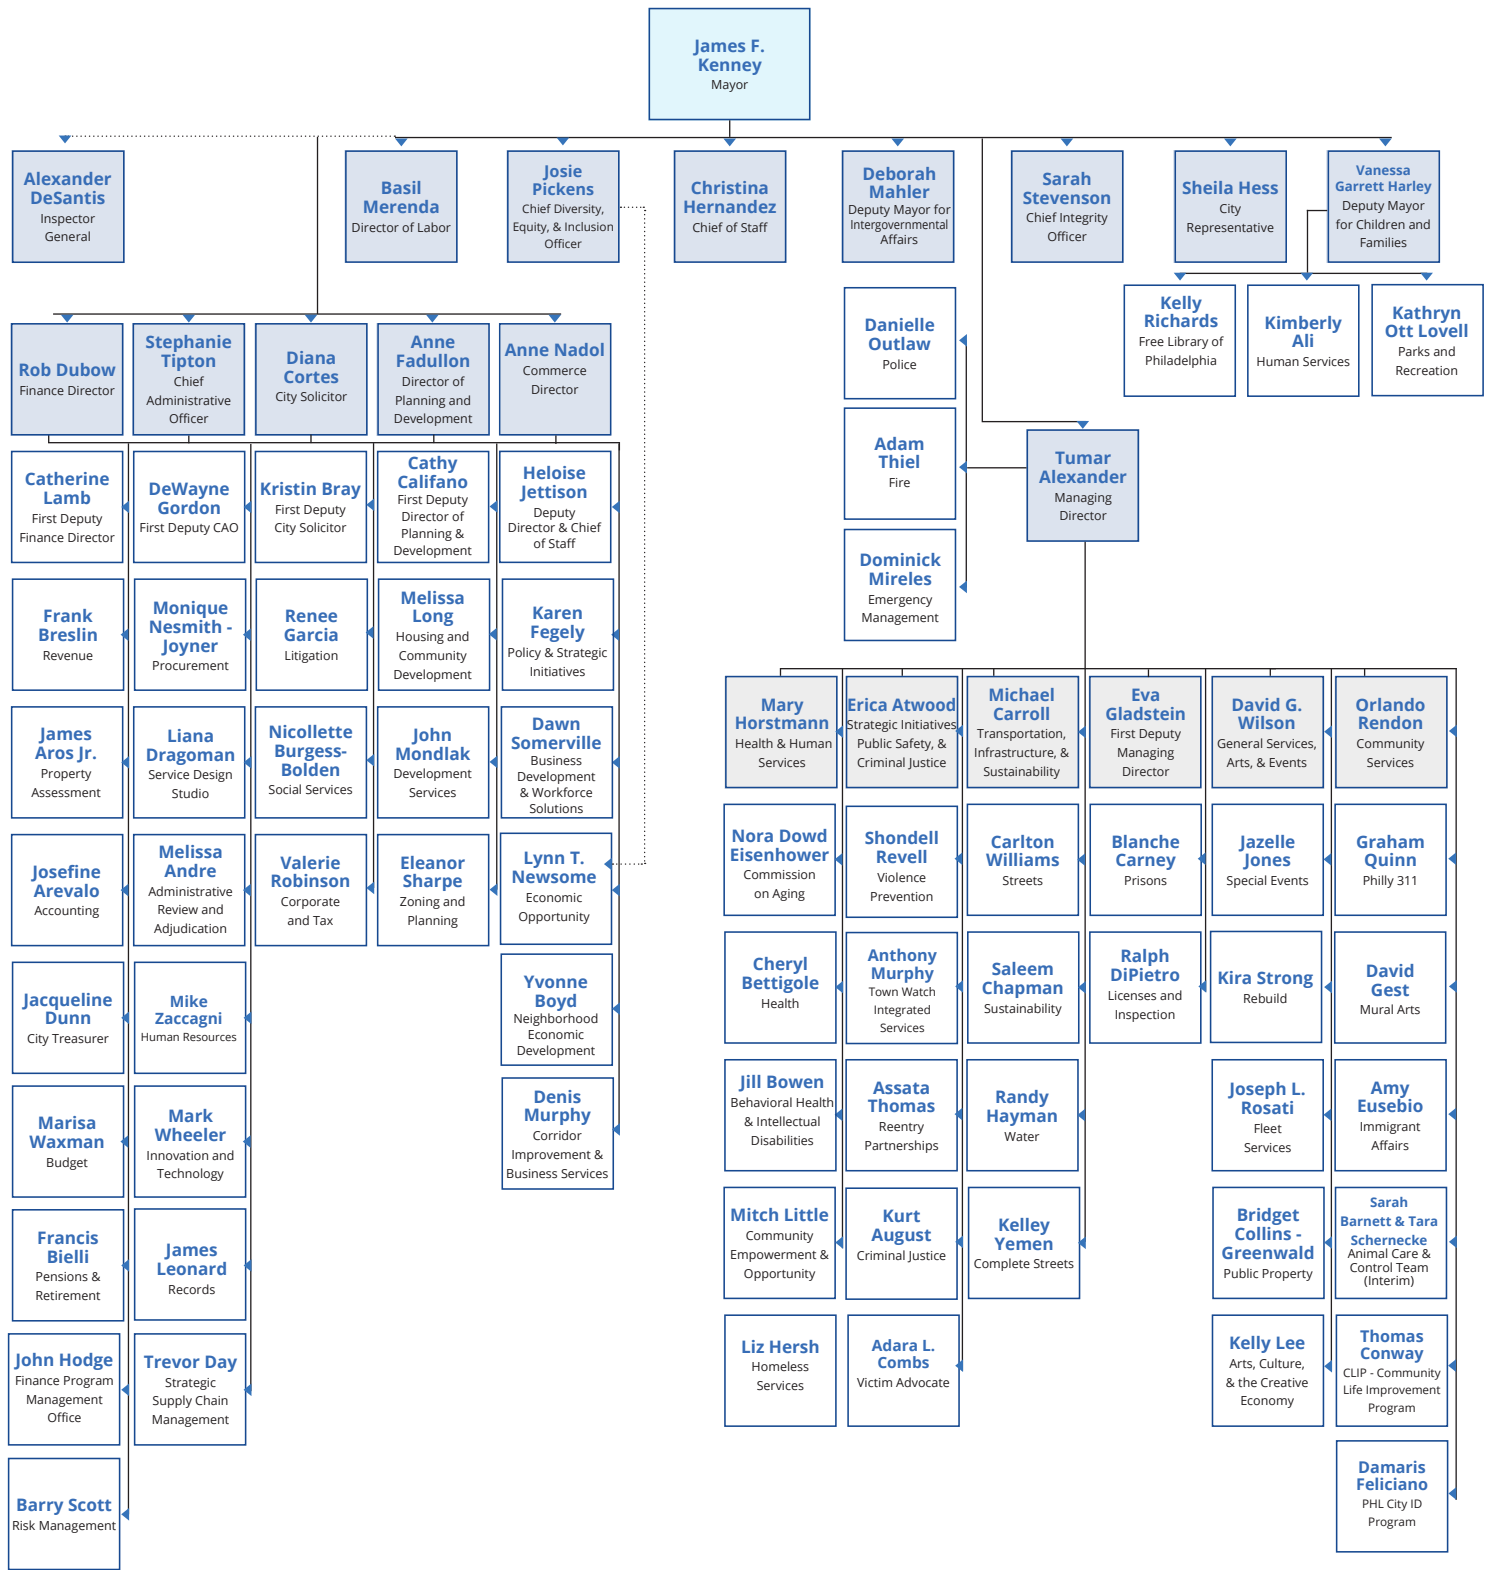 James F.
Kenney
Mayor
Alexander
DeSantis
Inspector
General
Basil
Merenda
Director of Labor
Josie
Pickens
Chief Diversity,
Equity, & Inclusion
Officer
Christina
Hernandez
Chief of Staff
Deborah
Mahler
Deputy Mayor for
Intergovernmental
Affairs
Sarah
Stevenson
Chief Integrity
Officer
Sheila Hess
City
Representative
Vanessa
Garrett Harley
Deputy Mayor
for Children and
Families
Kelly
Richards
Free Library of
Philadelphia
Kimberly
Ali
Human Services
Kathryn
Ott Lovell
Parks and
Recreation
Danielle
Outlaw
Police
Adam
Thiel
Fire
Dominick
Mireles
Emergency
Management
Tumar
Alexander
Managing
Director
Rob Dubow
Finance Director
Stephanie
Tipton
Chief
Administrative
Officer
Diana
Cortes
City Solicitor
Anne
Fadullon
Director of
Planning and
Development
Anne Nadol
Commerce
Director
Catherine
Lamb
First Deputy
Finance Director
DeWayne
Gordon
First Deputy CAO
Kristin Bray
First Deputy
City Solicitor
Cathy
Califano
First Deputy
Director of
Planning &
Development
Heloise
Jettison
Deputy
Director & Chief
of Staff
Frank
Breslin
Revenue
Monique
Nesmith -
Joyner
Procurement
Renee
Garcia
Litigation
Melissa
Long
Housing and
Community
Development
Karen
Fegely
Policy & Strategic
Initiatives
James
Aros Jr.
Property
Assessment
Liana
Dragoman
Service Design
Studio
Nicollette
Burgess-
Bolden
Social Services
John
Mondlak
Development
Services
Dawn
Somerville
Business
Development
& Workforce
Solutions
Josefine
Arevalo
Accounting
Melissa
Andre
Administrative
Review and
Adjudication
Valerie
Robinson
Corporate
and Tax
Eleanor
Sharpe
Zoning and
Planning
Lynn T.
Newsome
Economic
Opportunity
Jacqueline
Dunn
City Treasurer
Mike
Zaccagni
Human Resources
Yvonne
Boyd
Neighborhood
Economic
Development
Marisa
Waxman
Budget
Mark
Wheeler
Innovation and
Technology
Denis
Murphy
Corridor
Improvement &
Business Services
Francis
Bielli
Pensions &
Retirement
James
Leonard
Records
John Hodge
Finance Program
Management
Office
Trevor Day
Strategic
Supply Chain
Management
Barry Scott
Risk Management
Mary
Horstmann
Health & Human
Services
Erica Atwood
Strategic Initiatives
Public Safety, &
Criminal Justice
Michael
Carroll
Transportation,
Infrastructure, &
Sustainability
Eva
Gladstein
First Deputy
Managing
Director
David G.
Wilson
General Services,
Arts, & Events
Orlando
Rendon
Community
Services
Nora Dowd
Eisenhower
Commission
on Aging
Shondell
Revell
Violence
Prevention
Carlton
Williams
Streets
Blanche
Carney
Prisons
Jazelle
Jones
Special Events
Graham
Quinn
Philly 311
Cheryl
Bettigole
Health
Anthony
Murphy
Town Watch
Integrated
Services
Saleem
Chapman
Sustainability
Ralph
DiPietro
Licenses and
Inspection
Kira Strong
Rebuild
David
Gest
Mural Arts
Jill Bowen
Behavioral Health
& Intellectual
Disabilities
Assata
Thomas
Reentry
Partnerships
Randy
Hayman
Water
Joseph L.
Rosati
Fleet
Services
Amy
Eusebio
Immigrant
Affairs
Mitch Little
Community
Empowerment &
Opportunity
Kurt
August
Criminal Justice
Kelley
Yemen
Complete Streets
Bridget
Collins -
Greenwald
Public Property
Sarah
Barnett & Tara
Schernecke
Animal Care &
Control Team
(Interim)
Liz Hersh
Homeless
Services
Adara L.
Combs
Victim Advocate
Kelly Lee
Arts, Culture,
& the Creative
Economy
Thomas
Conway
CLIP - Community
Life Improvement
Program
Damaris
Feliciano
PHL City ID
Program